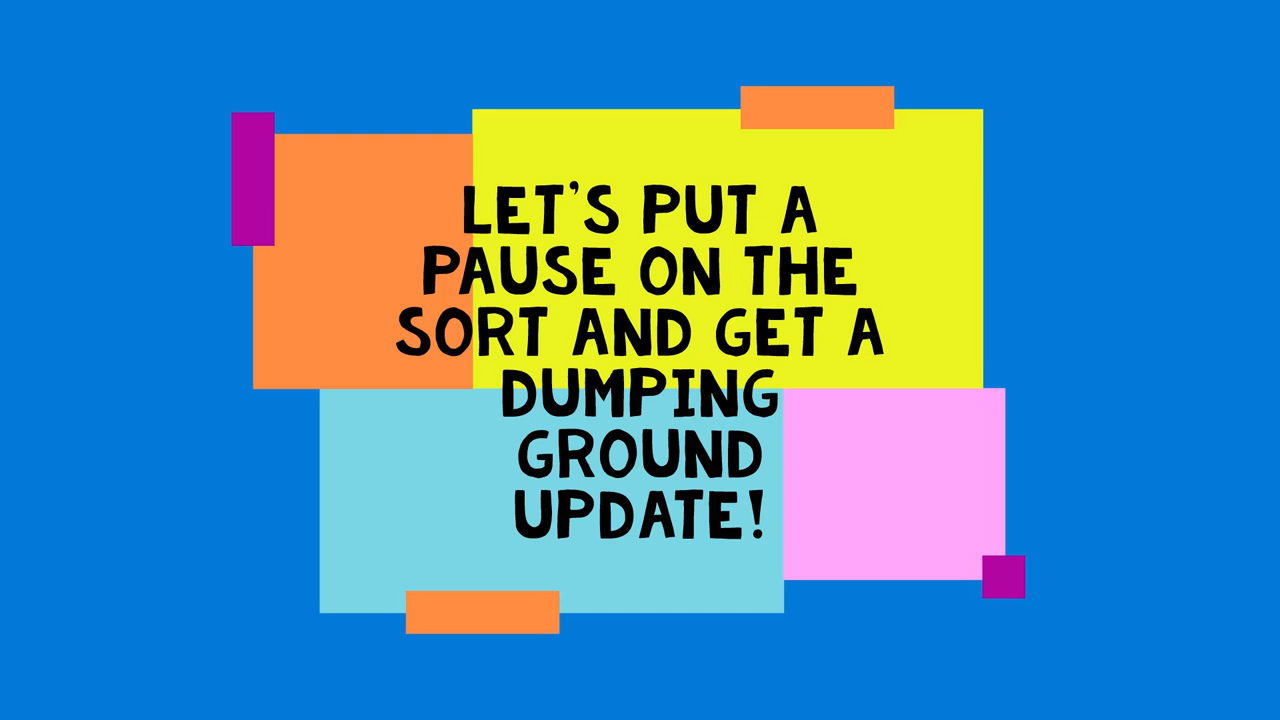 LET'S PUT A
PAUSE ON THE
SORT AND GET A
DUMPING
GROUND
UPDATE!